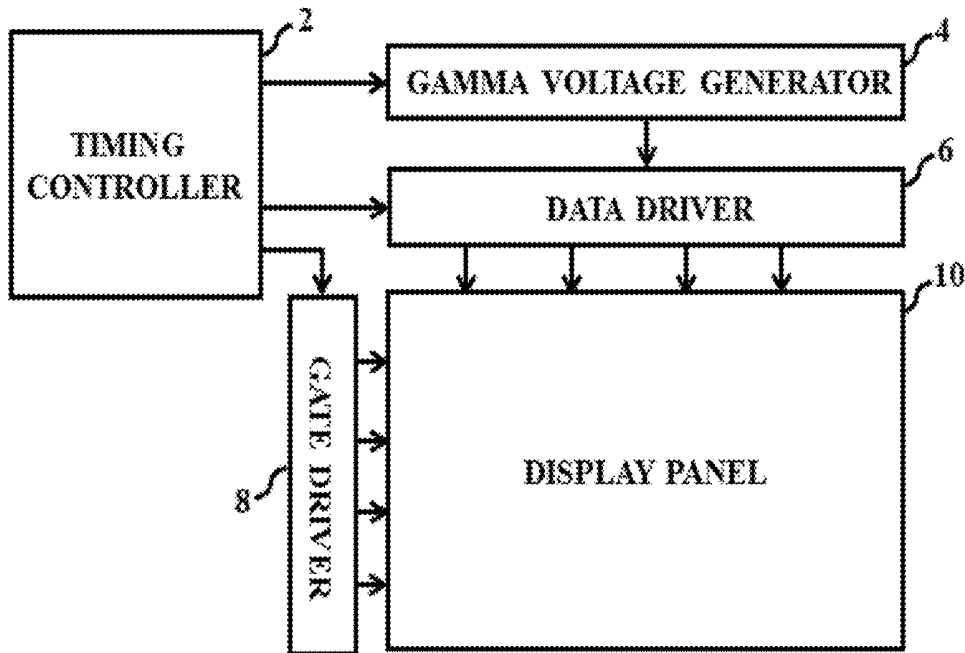 2
TIMING
CONTROLLER
4
GAMMA VOLTAGE GENERATOR
6
DATA DRIVER
10
8
GATE DRIVER
DISPLAY PANEL